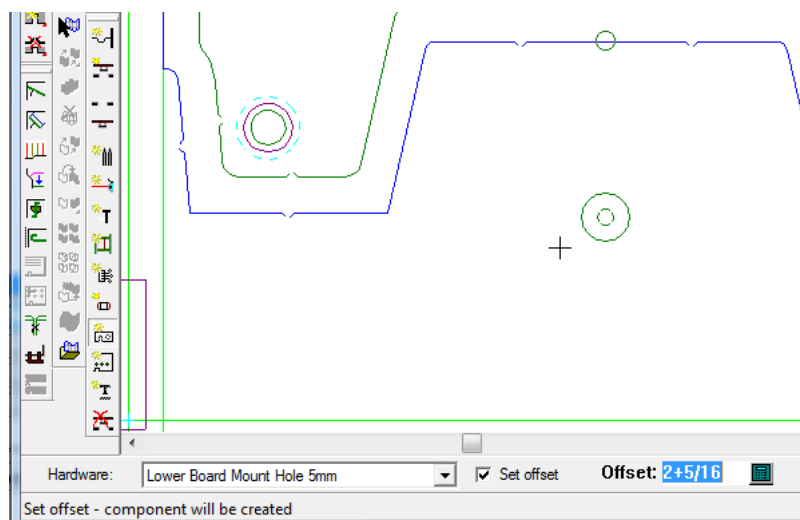 Hardware: Lower Board Mount Hole 5mm Set offset Offset: 2+5/16
Set offset - component will be created